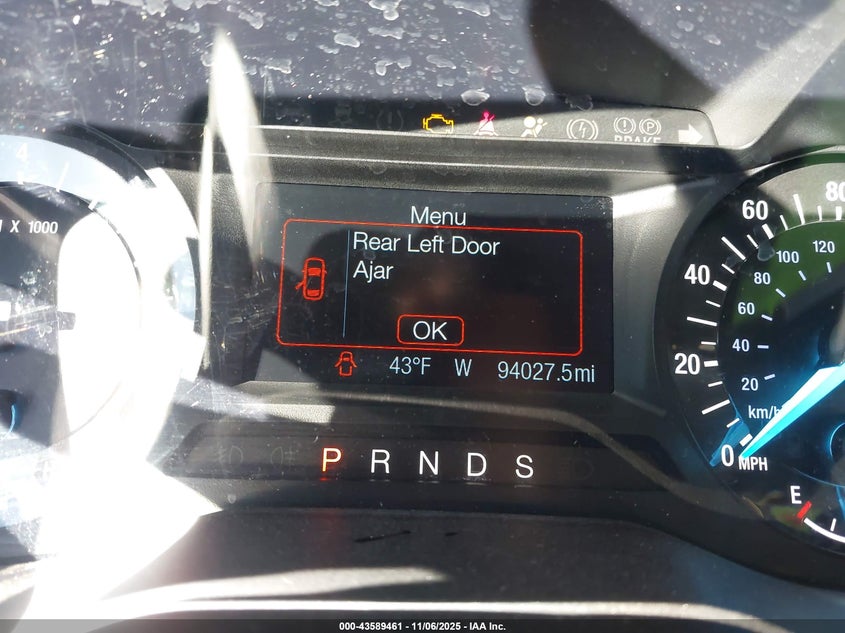 4
X 1000
BRAKE
Menu
Rear Left Door
Ajar
OK
43°F W 94027.5mi
P R N D S
80
60
40
20
0
MPH
120
100
80
60
40
20
km/h
E
000-43589461 - 11/06/2025 - IAA Inc.